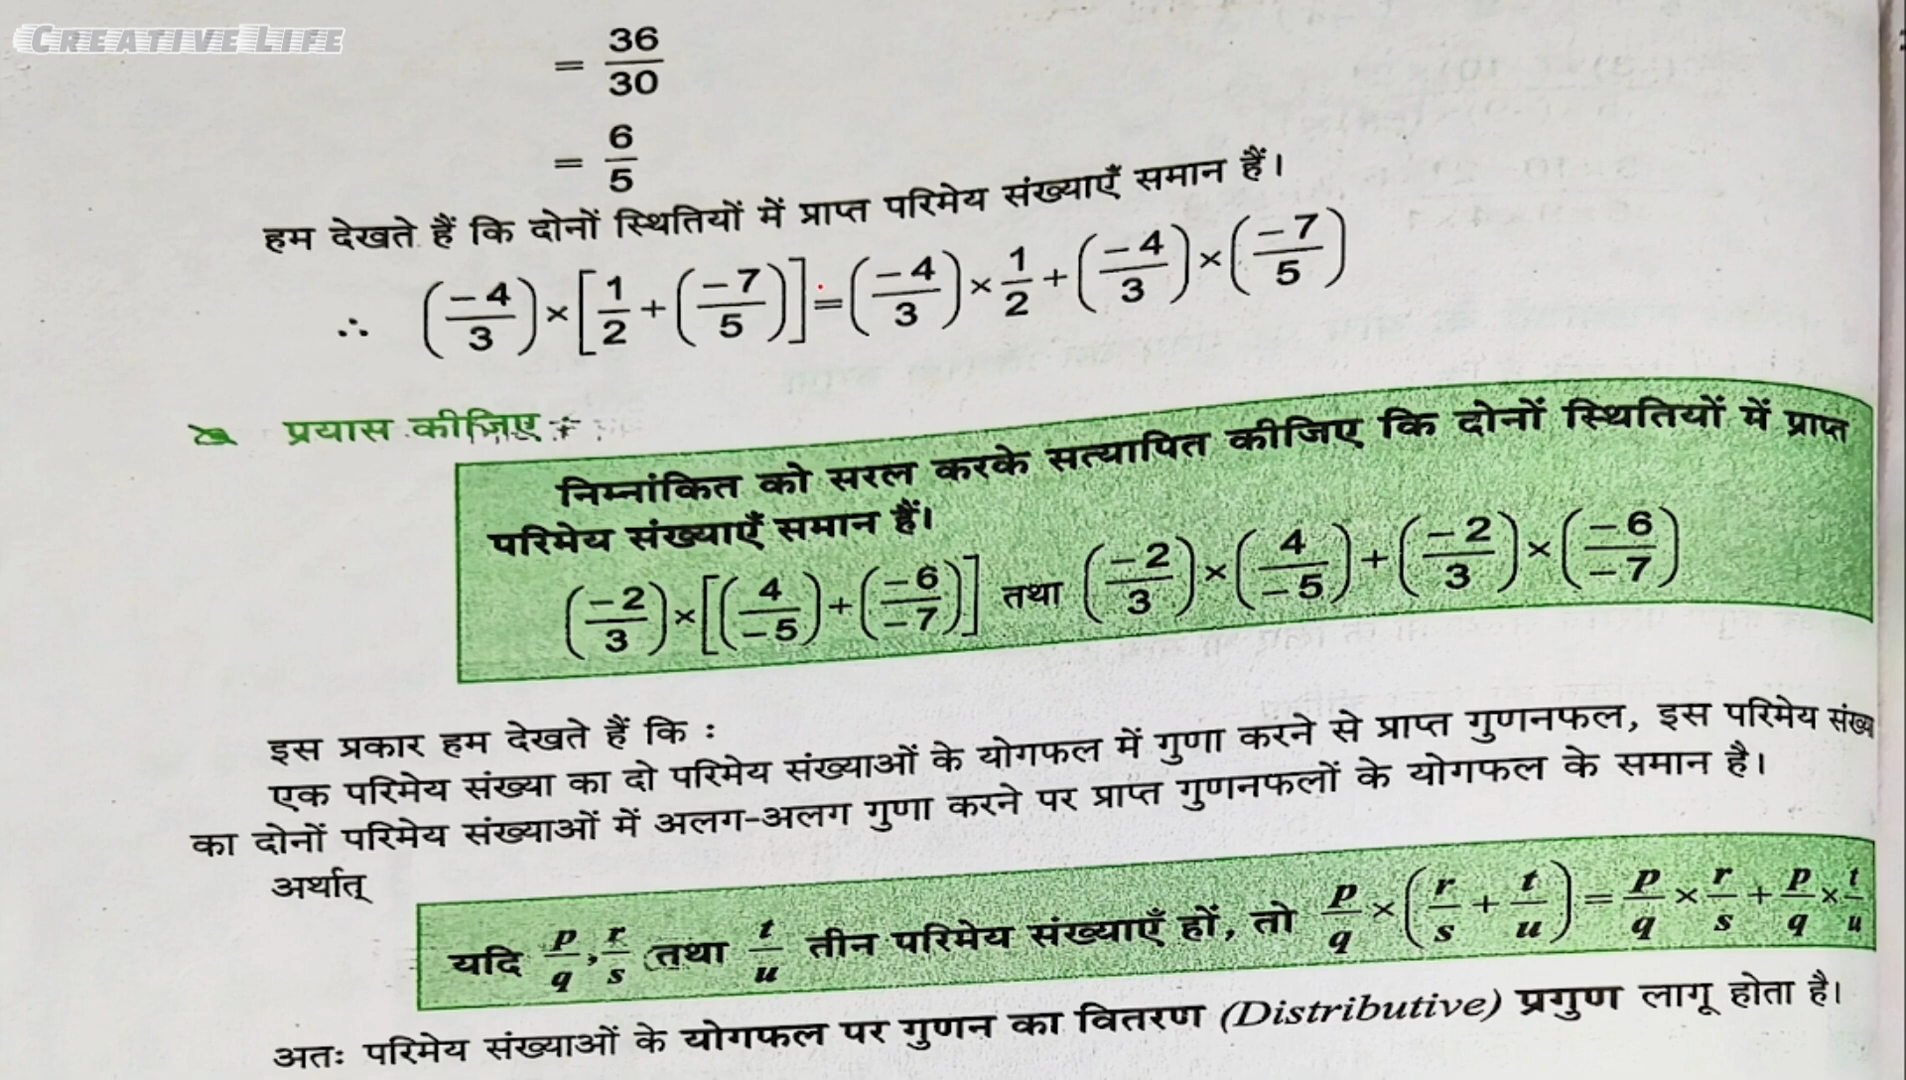 CREATIVE LIFE
= 36/30
= 6/5
हम देखते हैं कि दोनों स्थितियों में प्राप्त परिमेय संख्याएँ समान हैं।
∴ (-4/3) × [1/2 + (-7/5)] = (-4/3) × 1/2 + (-4/3) × (-7/5)
प्रयास कीजिए :
निम्नांकित को सरल करके सत्यापित कीजिए कि दोनों स्थितियों में प्राप्त
परिमेय संख्याएँ समान हैं।
(-2/3) × [(4/-5) + (-6/-7)] तथा (-2/3) × (4/-5) + (-2/3) × (-6/-7)
इस प्रकार हम देखते हैं कि :
एक परिमेय संख्या का दो परिमेय संख्याओं के योगफल में गुणा करने से प्राप्त गुणनफल, इस परिमेय संख्य
का दोनों परिमेय संख्याओं में अलग-अलग गुणा करने पर प्राप्त गुणनफलों के योगफल के समान है।
अर्थात्
यदि p/q, r/s तथा t/u तीन परिमेय संख्याएँ हों, तो p/q × (r/s + t/u) = p/q × r/s + p/q × t/u
अतः परिमेय संख्याओं के योगफल पर गुणन का वितरण (Distributive) प्रगुण लागू होता है।